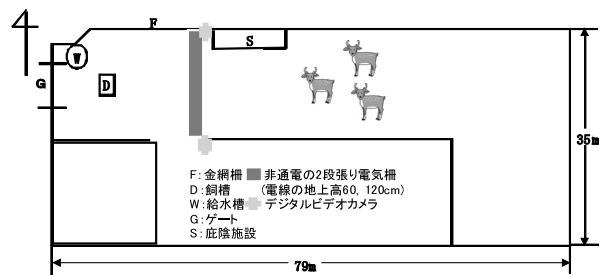 F
S
W
G
D
35m
F：金網柵 非通電の2段張り電気柵
D：飼槽 (電線の地上高60, 120cm)
W：給水槽 デジタルビデオカメラ
G：ゲート
S：庇陰施設
79m